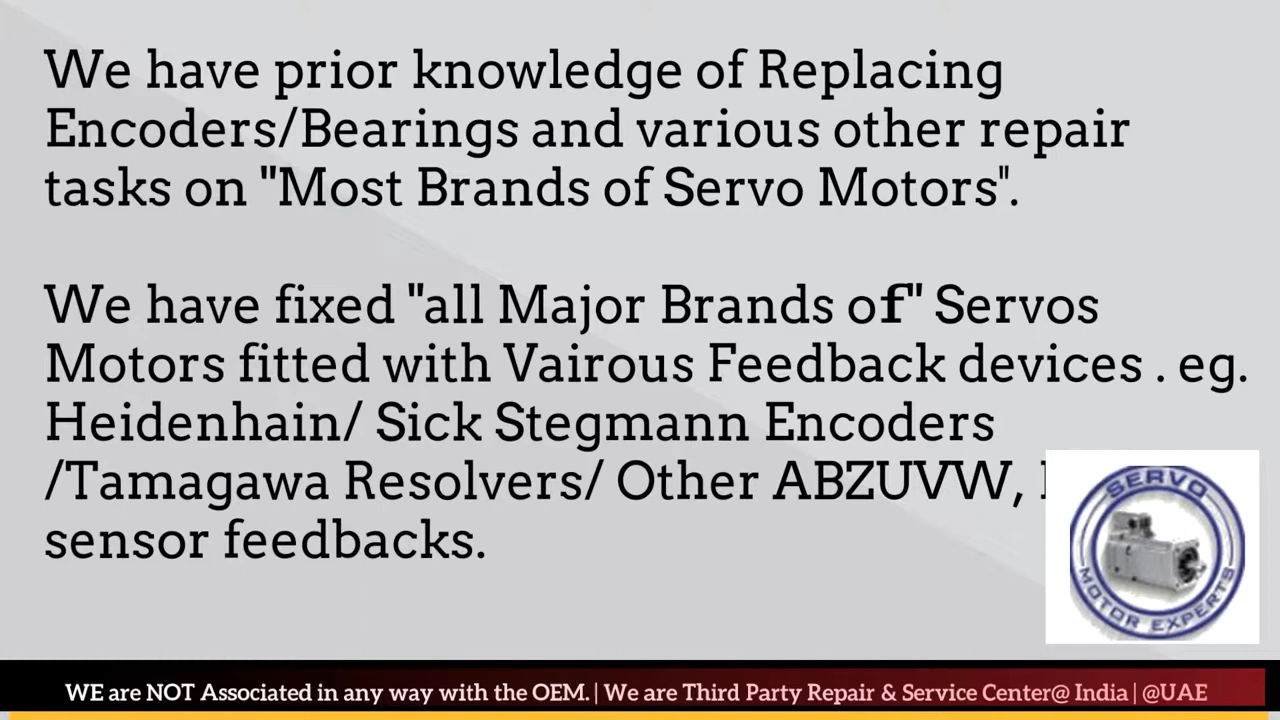 We have prior knowledge of Replacing
Encoders/Bearings and various other repair
tasks on "Most Brands of Servo Motors".
We have fixed "all Major Brands of" Servos
Motors fitted with Vairous Feedback devices . eg.
Heidenhain/ Sick Stegmann Encoders
/Tamagawa Resolvers/ Other ABZUVW,
sensor feedbacks.
SERVO
MOTOR EXPERTS
WE are NOT Associated in any way with the OEM. | We are Third Party Repair & Service Center@ India | @UAE